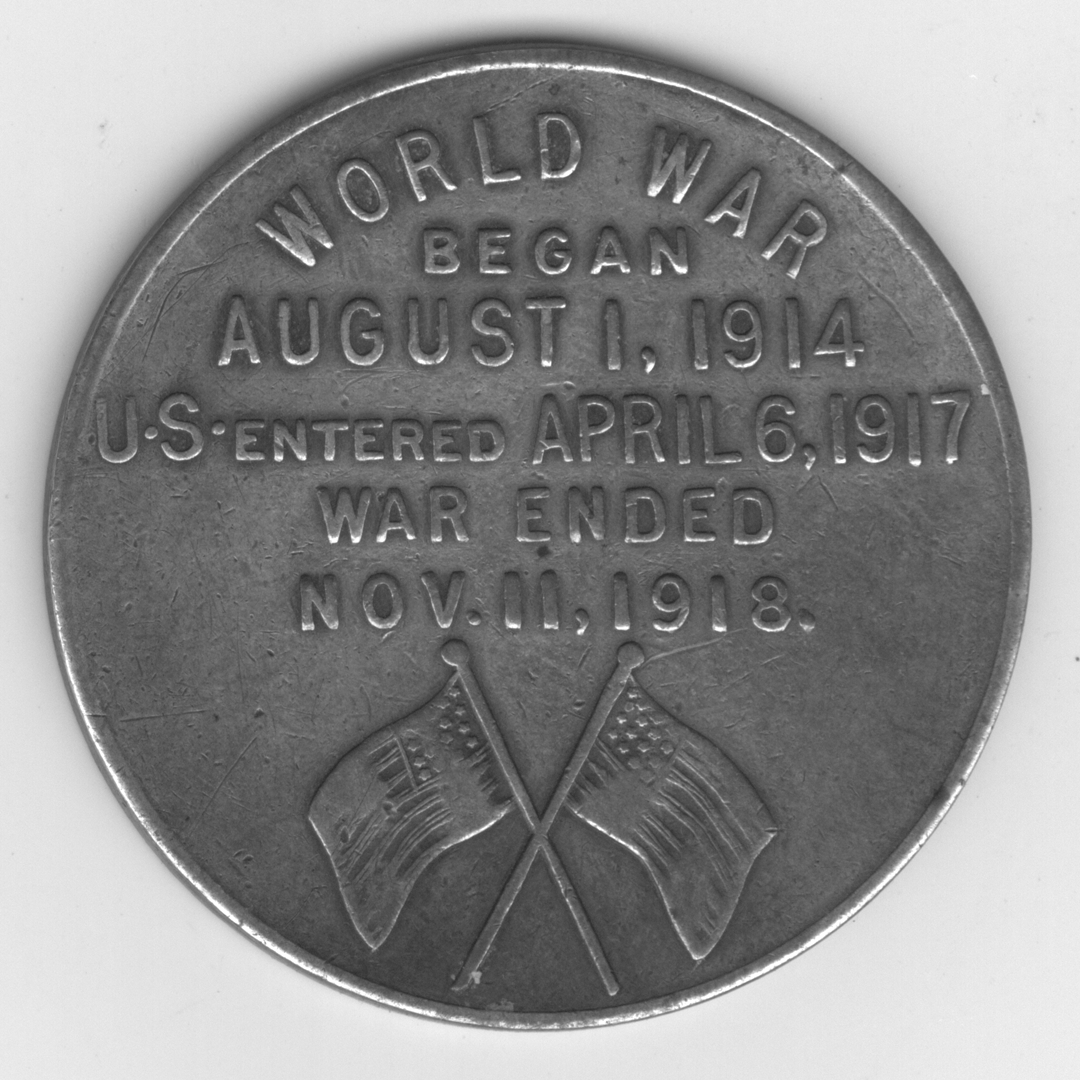 WORLD WAR
BEGAN
AUGUST 1, 1914
U·S·ENTERED APRIL 6, 1917
WAR ENDED
NOV. 11, 1918.